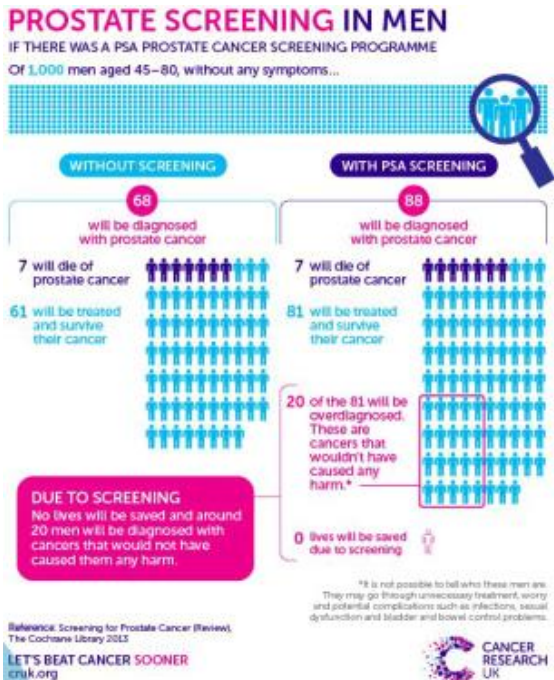 PROSTATE SCREENING IN MEN
IF THERE WAS A PSA PROSTATE CANCER SCREENING PROGRAMME
Of 1,000 men aged 45–80, without any symptoms...
WITHOUT SCREENING
68
will be diagnosed
with prostate cancer
7 will die of
prostate cancer
61 will be treated
and survive
their cancer
WITH PSA SCREENING
88
will be diagnosed
with prostate cancer
7 will die of
prostate cancer
81 will be treated
and survive
their cancer
20 of the 81 will be
overdiagnosed.
These are
cancers that
wouldn't have
caused any
harm.*
0 lives will be saved
due to screening
DUE TO SCREENING
No lives will be saved and around
20 men will be diagnosed with
cancers that would not have
caused them any harm.
*It is not possible to tell who these men are.
They may go through unnecessary treatment, worry
and potential complications such as infections, sexual
dysfunction and bladder and bowel control problems.
Reference: Screening for Prostate Cancer (Review),
The Cochrane Library 2013
LET'S BEAT CANCER SOONER
cruk.org
CANCER
RESEARCH
UK